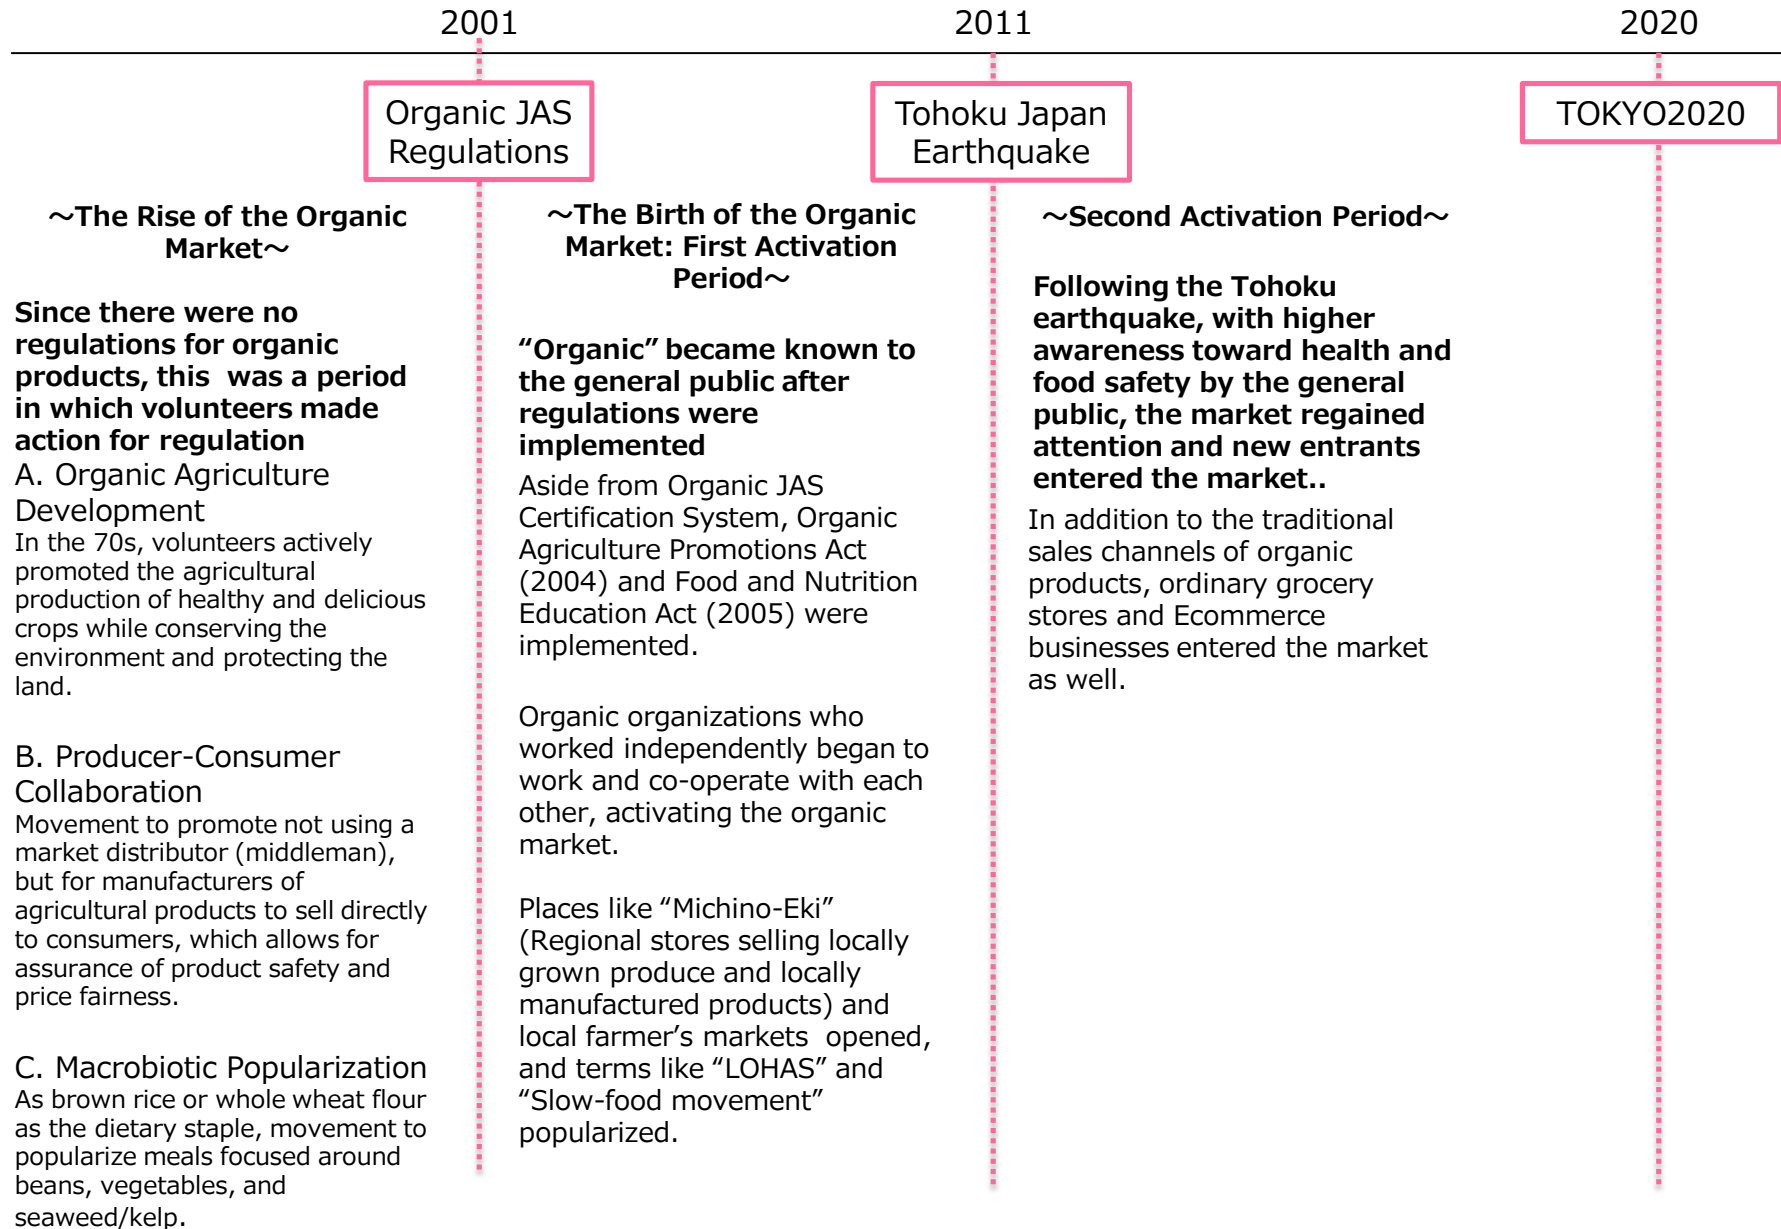 2001
2011
2020
Organic JAS
Regulations
Tohoku Japan
Earthquake
TOKYO2020
～The Rise of the Organic
Market～
Since there were no
regulations for organic
products, this  was a period
in which volunteers made
action for regulation
A. Organic Agriculture
Development
In the 70s, volunteers actively
promoted the agricultural
production of healthy and delicious
crops while conserving the
environment and protecting the
land.
B. Producer-Consumer
Collaboration
Movement to promote not using a
market distributor (middleman),
but for manufacturers of
agricultural products to sell directly
to consumers, which allows for
assurance of product safety and
price fairness.
C. Macrobiotic Popularization
As brown rice or whole wheat flour
as the dietary staple, movement to
popularize meals focused around
beans, vegetables, and
seaweed/kelp.
～The Birth of the Organic
Market: First Activation
Period～
“Organic” became known to
the general public after
regulations were
implemented
Aside from Organic JAS
Certification System, Organic
Agriculture Promotions Act
(2004) and Food and Nutrition
Education Act (2005) were
implemented.
Organic organizations who
worked independently began to
work and co-operate with each
other, activating the organic
market.
Places like “Michino-Eki”
(Regional stores selling locally
grown produce and locally
manufactured products) and
local farmer’s markets  opened,
and terms like “LOHAS” and
“Slow-food movement”
popularized.
～Second Activation Period～
Following the Tohoku
earthquake, with higher
awareness toward health and
food safety by the general
public, the market regained
attention and new entrants
entered the market..
In addition to the traditional
sales channels of organic
products, ordinary grocery
stores and Ecommerce
businesses entered the market
as well.